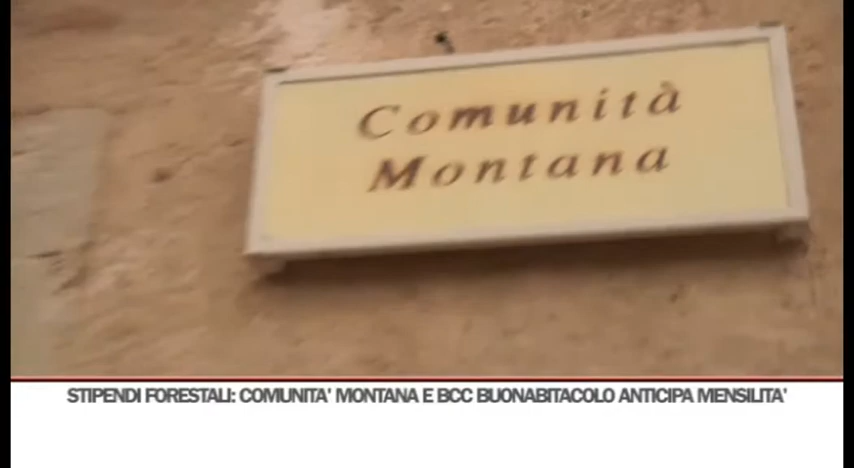 Comunità
Montana
STIPENDI FORESTALI: COMUNITA' MONTANA E BCC BUONABITACOLO ANTICIPA MENSILITA'